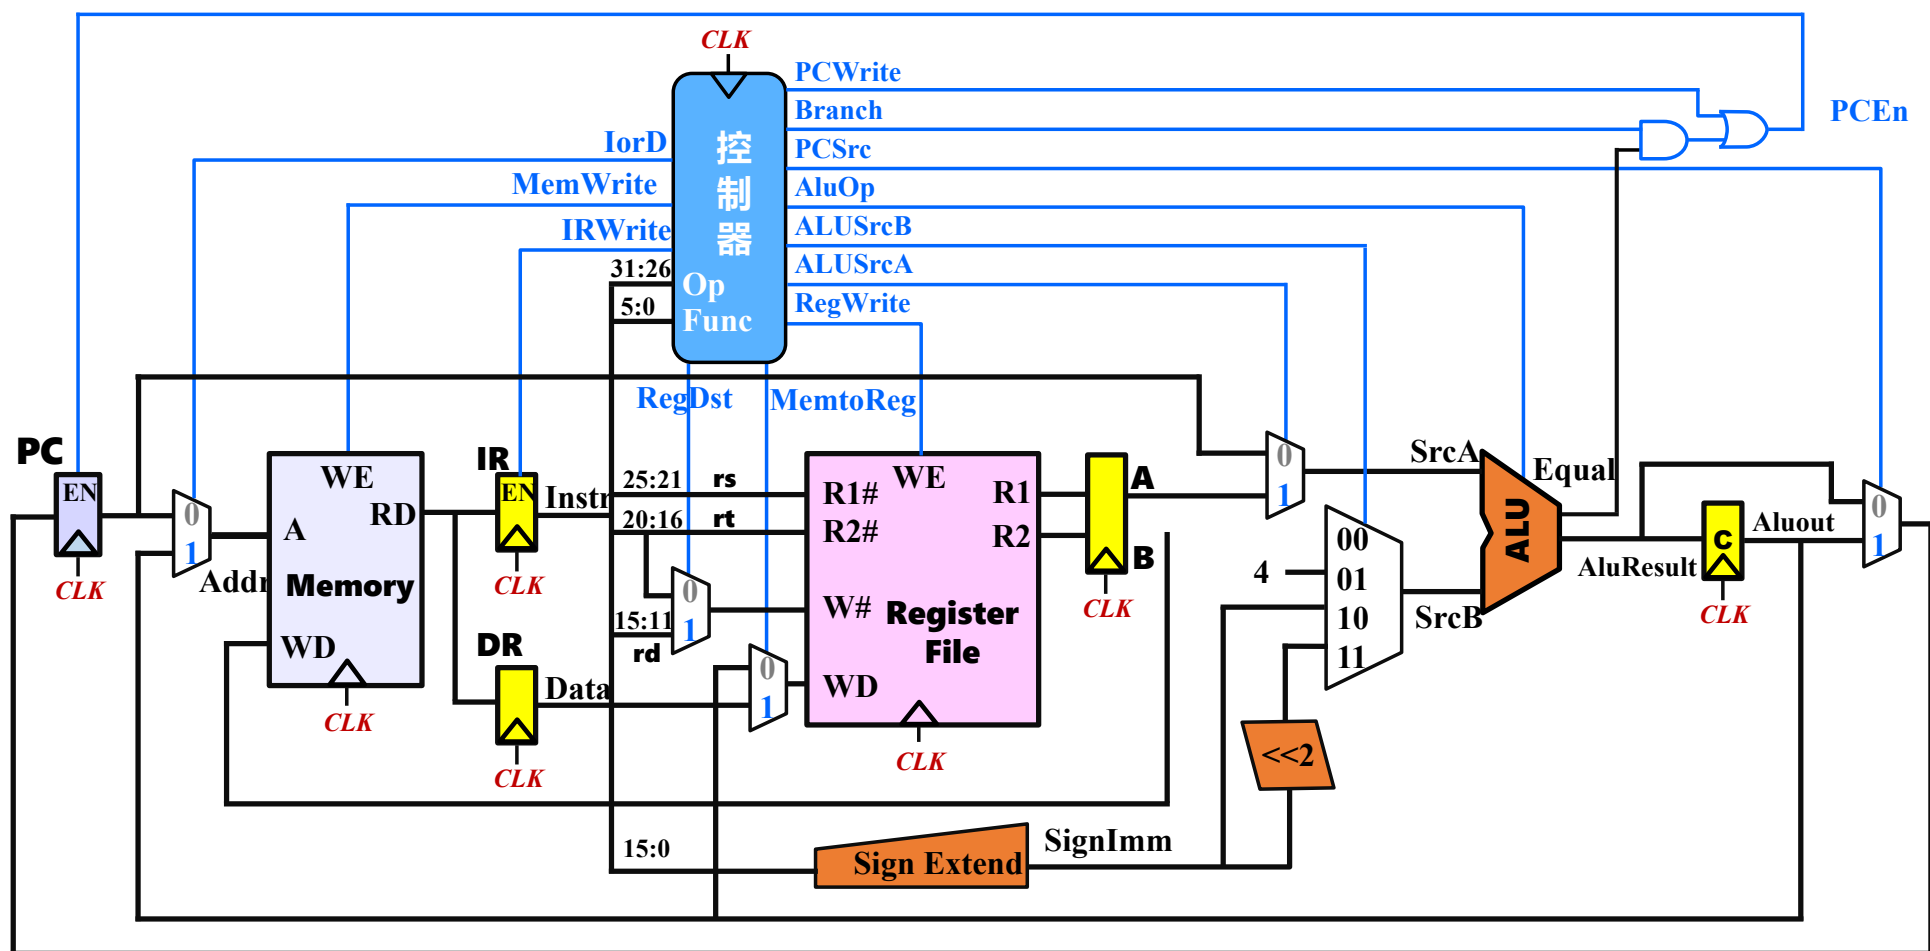 CLK
PCWrite
Branch
PCEn
控
制
器
IorD
PCSrc
MemWrite
AluOp
IRWrite
ALUSrcB
31:26
Op
ALUSrcA
5:0
Func
RegWrite
RegDst
MemtoReg
PC
EN
CLK
0
1
Addr
WE
A
RD
Memory
WD
CLK
IR
EN
Instr
CLK
DR
Data
CLK
25:21 rs
20:16 rt
15:11
rd
0
1
0
1
WE
R1#
R1
R2#
R2
W#
Register
File
WD
CLK
A
B
CLK
0
1
SrcA
4
00
01
10
11
SrcB
<<2
ALU
Equal
AluResult
C
CLK
Aluout
0
1
15:0
Sign Extend
SignImm